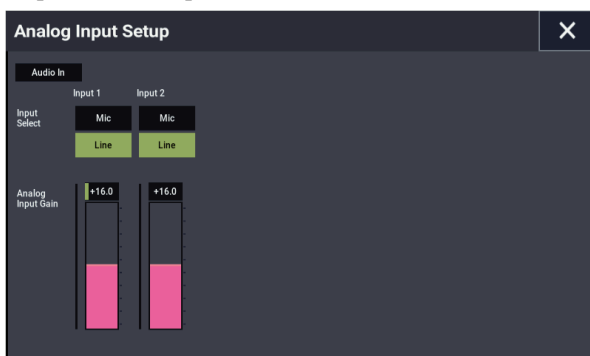 Analog Input Setup
Audio In
Input 1 Input 2
Input
Select
Mic Mic
Line Line
Analog
Input Gain
+16.0 +16.0